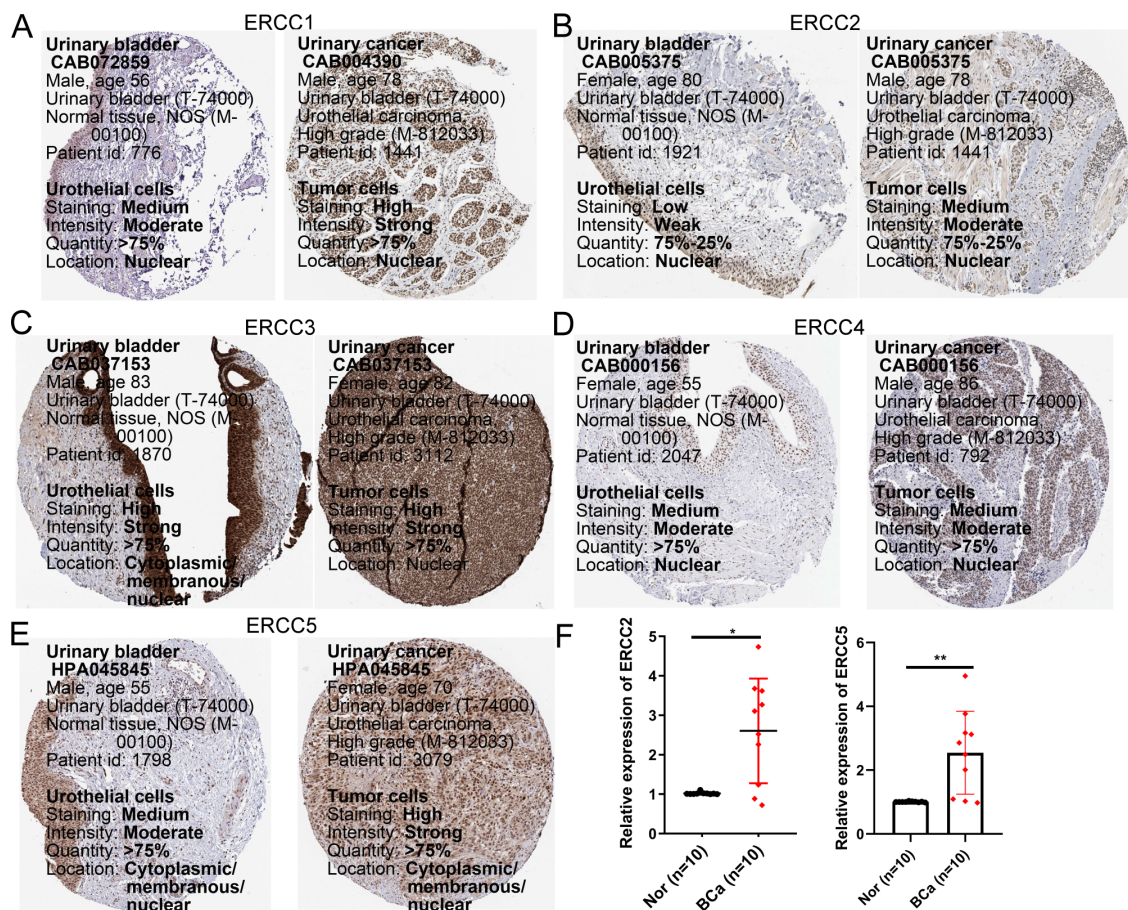 A
ERCC1
Urinary bladder
CAB072859
Male, age 56
Urinary bladder (T-74000)
Normal tissue, NOS (M-
00100)
Patient id: 776
Urothelial cells
Staining: Medium
Intensity: Moderate
Quantity: >75%
Location: Nuclear
Urinary cancer
CAB004390
Male, age 78
Urinary bladder (T-74000)
Urothelial carcinoma,
High grade (M-812033)
Patient id: 1441
Tumor cells
Staining: High
Intensity: Strong
Quantity: >75%
Location: Nuclear
B
ERCC2
Urinary bladder
CAB005375
Female, age 80
Urinary bladder (T-74000)
Normal tissue, NOS (M-
00100)
Patient id: 1921
Urothelial cells
Staining: Low
Intensity: Weak
Quantity: 75%-25%
Location: Nuclear
Urinary cancer
CAB005375
Male, age 78
Urinary bladder (T-74000)
Urothelial carcinoma,
High grade (M-812033)
Patient id: 1441
Tumor cells
Staining: Medium
Intensity: Moderate
Quantity: 75%-25%
Location: Nuclear
C
ERCC3
Urinary bladder
CAB037153
Male, age 83
Urinary bladder (T-74000)
Normal tissue, NOS (M-
00100)
Patient id: 1870
Urothelial cells
Staining: High
Intensity: Strong
Quantity: >75%
Location: Cytoplasmic/
membranous/
nuclear
Urinary cancer
CAB037153
Female, age 82
Urinary bladder (T-74000)
Urothelial carcinoma,
High grade (M-812033)
Patient id: 3112
Tumor cells
Staining: High
Intensity: Strong
Quantity: >75%
Location: Nuclear
D
ERCC4
Urinary bladder
CAB000156
Female, age 55
Urinary bladder (T-74000)
Normal tissue, NOS (M-
00100)
Patient id: 2047
Urothelial cells
Staining: Medium
Intensity: Moderate
Quantity: >75%
Location: Nuclear
Urinary cancer
CAB000156
Male, age 86
Urinary bladder (T-74000)
Urothelial carcinoma,
High grade (M-812033)
Patient id: 792
Tumor cells
Staining: Medium
Intensity: Moderate
Quantity: >75%
Location: Nuclear
E
ERCC5
Urinary bladder
HPA045845
Male, age 55
Urinary bladder (T-74000)
Normal tissue, NOS (M-
00100)
Patient id: 1798
Urothelial cells
Staining: Medium
Intensity: Moderate
Quantity: >75%
Location: Cytoplasmic/
membranous/
nuclear
Urinary cancer
HPA045845
Female, age 70
Urinary bladder (T-74000)
Urothelial carcinoma,
High grade (M-812033)
Patient id: 3079
Tumor cells
Staining: High
Intensity: Strong
Quantity: >75%
Location: Cytoplasmic/
membranous/
nuclear
F
Relative expression of ERCC2
5
4
3
2
1
0
*
Nor (n=10)
BCa (n=10)
Relative expression of ERCC5
6
4
2
0
**
Nor (n=10)
BCa (n=10)